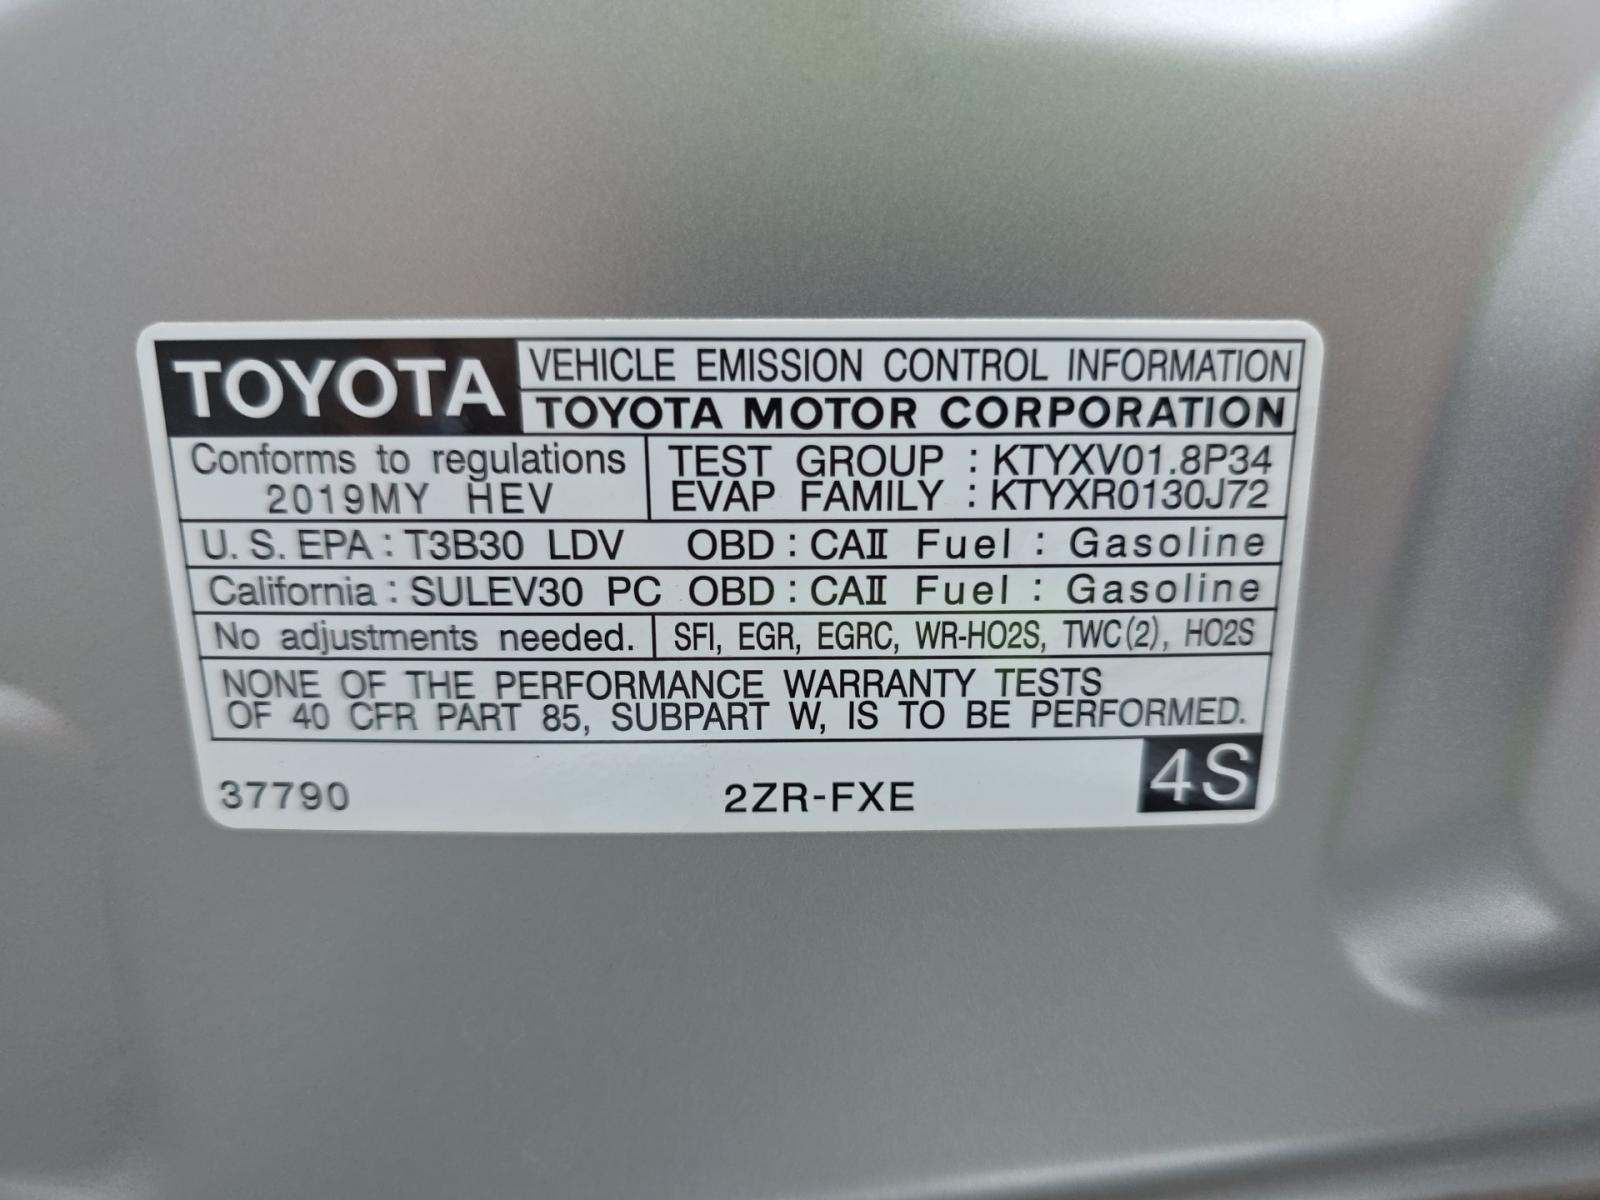 TOYOTA VEHICLE EMISSION CONTROL INFORMATION
TOYOTA MOTOR CORPORATION
Conforms to regulations
2019MY HEV
TEST GROUP : KTYXV01.8P34
EVAP FAMILY : KTYXR0130J72
U.S.EPA : T3B30 LDV OBD : CAⅡ Fuel : Gasoline
California : SULEV30 PC OBD : CAⅡ Fuel : Gasoline
No adjustments needed. SFI, EGR, EGRC, WR-HO2S, TWC(2), HO2S
NONE OF THE PERFORMANCE WARRANTY TESTS
OF 40 CFR PART 85, SUBPART W, IS TO BE PERFORMED.
37790 2ZR-FXE 4S